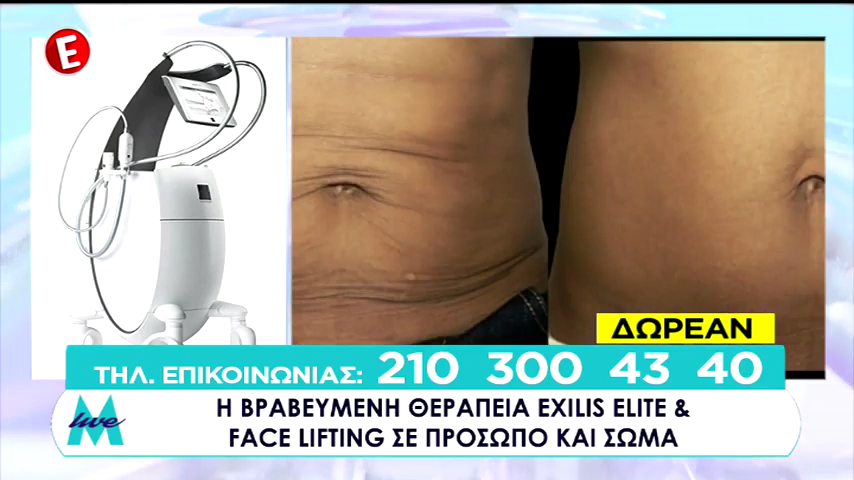 E
ΔΩΡΕΑΝ
ΤΗΛ. ΕΠΙΚΟΙΝΩΝΙΑΣ: 210 300 43 40
M live
Η ΒΡΑΒΕΥΜΕΝΗ ΘΕΡΑΠΕΙΑ EXILIS ELITE &
FACE LIFTING ΣΕ ΠΡΟΣΩΠΟ ΚΑΙ ΣΩΜΑ